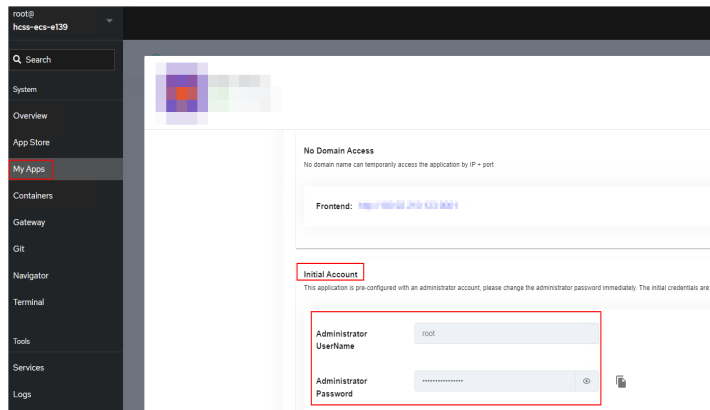 root@
hcss-ecs-e139
Search
System
Overview
App Store
My Apps
Containers
Gateway
Git
Navigator
Terminal
Tools
Services
Logs
No Domain Access
No domain name can temporarily access the application by IP + port
Frontend:
Initial Account
This application is pre-configured with an administrator account, please change the administrator password immediately. The initial credentials are:
Administrator
UserName
root
Administrator
Password